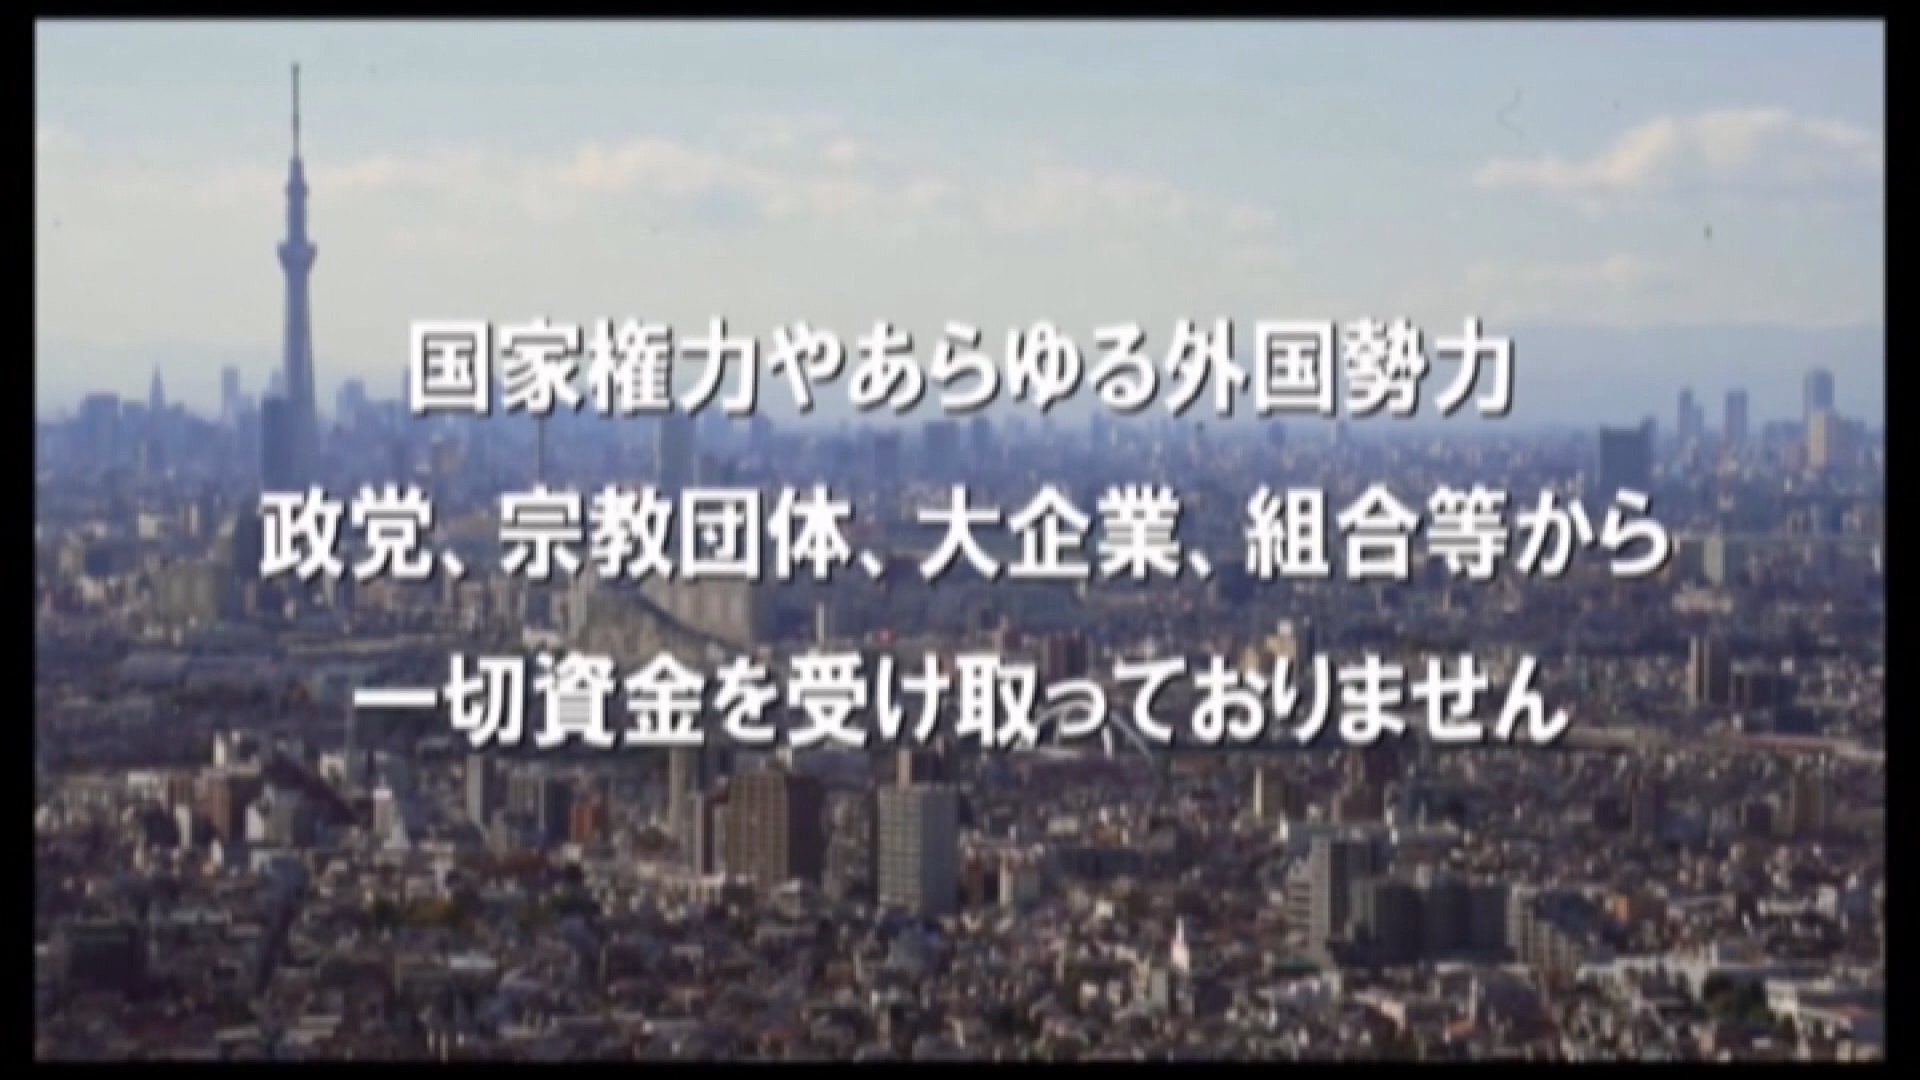 国家権力やあらゆる外国勢力
政党、宗教団体、大企業、組合等から
一切資金を受け取っておりません